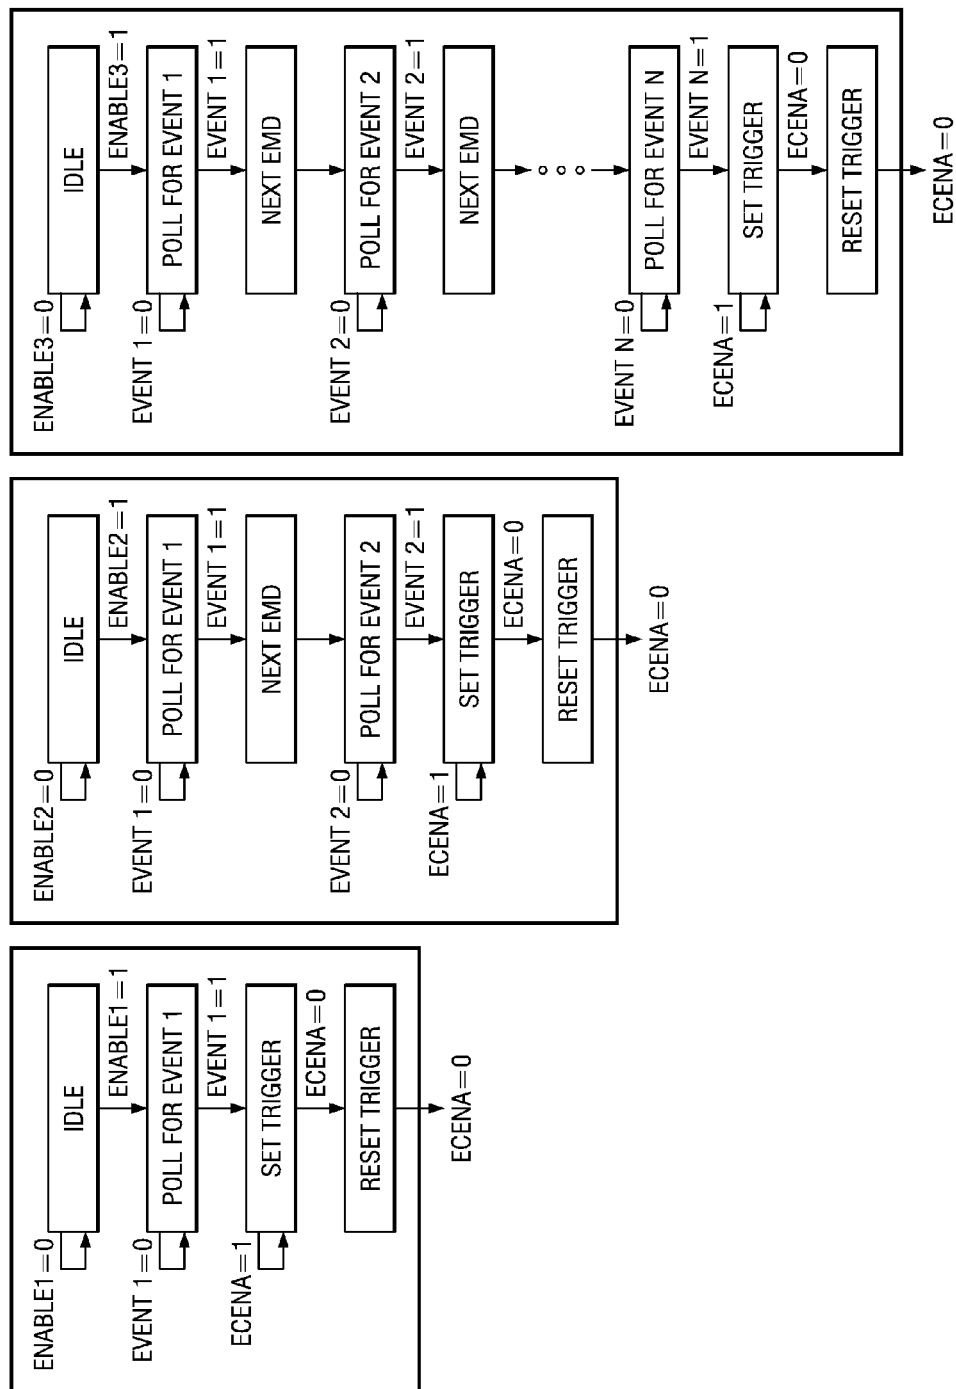 ENABLE1=0
IDLE
ENABLE1=1
EVENT 1=0
POLL FOR EVENT 1
EVENT 1=1
ECENA=1
SET TRIGGER
ECENA=0
RESET TRIGGER
ECENA=0
ENABLE2=0
IDLE
ENABLE2=1
EVENT 1=0
POLL FOR EVENT 1
EVENT 1=1
NEXT EMD
EVENT 2=0
POLL FOR EVENT 2
EVENT 2=1
ECENA=1
SET TRIGGER
ECENA=0
RESET TRIGGER
ECENA=0
ENABLE3=0
IDLE
ENABLE3=1
EVENT 1=0
POLL FOR EVENT 1
EVENT 1=1
NEXT EMD
EVENT 2=0
POLL FOR EVENT 2
EVENT 2=1
NEXT EMD
EVENT N=0
POLL FOR EVENT N
EVENT N=1
ECENA=1
SET TRIGGER
ECENA=0
RESET TRIGGER
ECENA=0